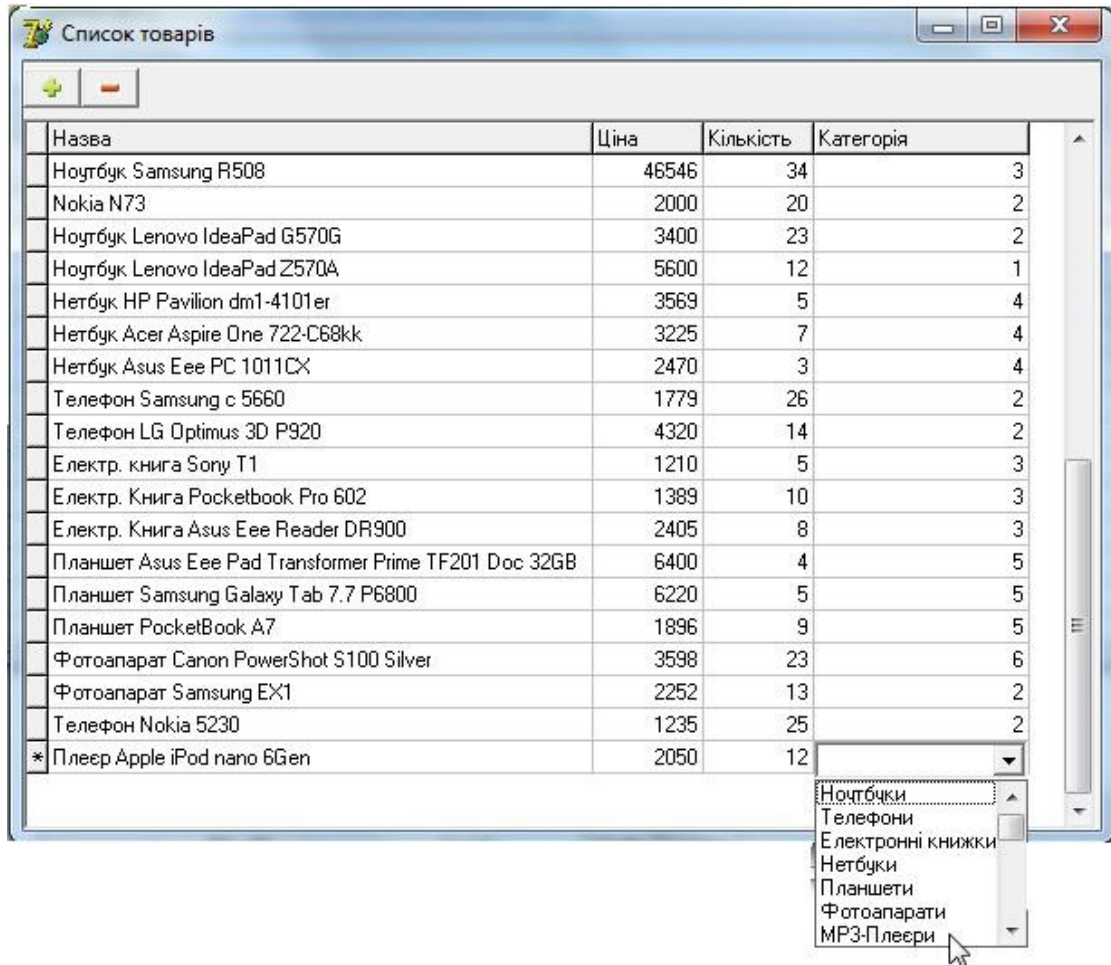 Список товарів
Назва Ціна Кількість Категорія
Ноутбук Samsung R508 46546 34 3
Nokia N73 2000 20 2
Ноутбук Lenovo IdeaPad G570G 3400 23 2
Ноутбук Lenovo IdeaPad Z570A 5600 12 1
Нетбук HP Pavilion dm1-4101er 3569 5 4
Нетбук Acer Aspire One 722-C68kk 3225 7 4
Нетбук Asus Eee PC 1011CX 2470 3 4
Телефон Samsung c 5660 1779 26 2
Телефон LG Optimus 3D P920 4320 14 2
Електр. книга Sony T1 1210 5 3
Електр. Книга Pocketbook Pro 602 1389 10 3
Електр. Книга Asus Eee Reader DR900 2405 8 3
Планшет Asus Eee Pad Transformer Prime TF201 Doc 32GB 6400 4 5
Планшет Samsung Galaxy Tab 7.7 P6800 6220 5 5
Планшет PocketBook A7 1896 9 5
Фотоапарат Canon PowerShot S100 Silver 3598 23 6
Фотоапарат Samsung EX1 2252 13 2
Телефон Nokia 5230 1235 25 2
* Плеєр Apple iPod nano 6Gen 2050 12
Ноутбуки
Телефони
Електронні книжки
Нетбуки
Планшети
Фотоапарати
МР3-Плеєри